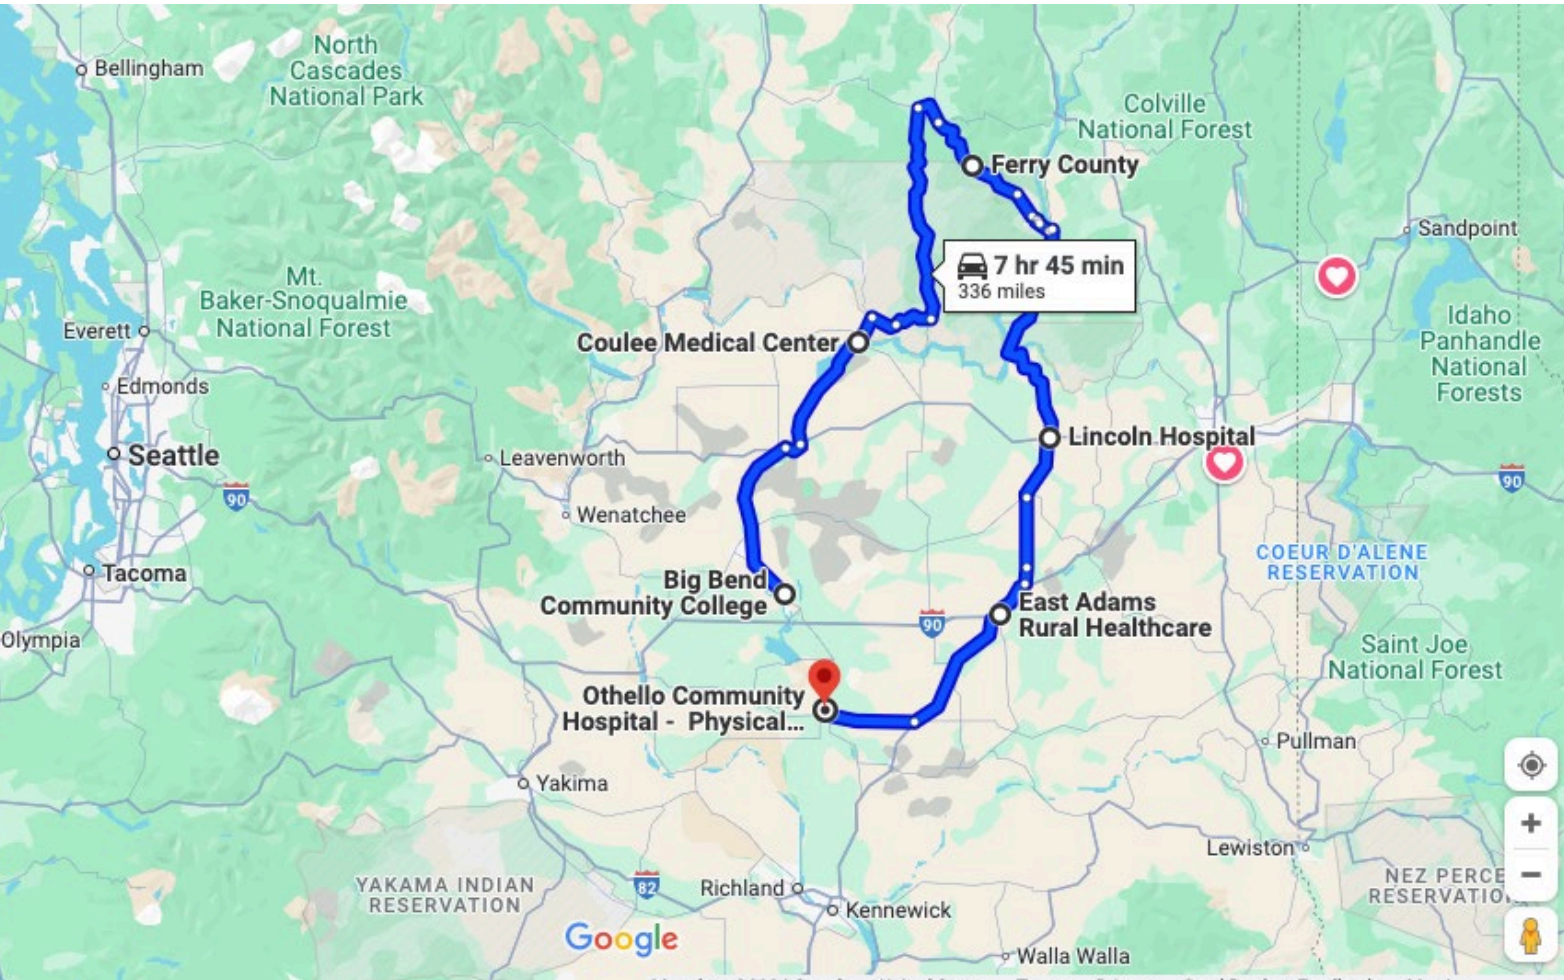 North
Cascades
National Park
Bellingham
Colville
National Forest
Ferry County
Sandpoint
7 hr 45 min
336 miles
Mt.
Baker-Snoqualmie
National Forest
Everett
Coulee Medical Center
Idaho
Panhandle
National
Forests
Edmonds
Seattle
Leavenworth
Lincoln Hospital
90
90
Wenatchee
Tacoma
COEUR D'ALENE
RESERVATION
Big Bend
Community College
East Adams
Rural Healthcare
90
Olympia
Saint Joe
National Forest
Othello Community
Hospital - Physical...
Pullman
Yakima
Lewiston
YAKAMA INDIAN
RESERVATION
82
Richland
Kennewick
NEZ PERCE
RESERVATION
Google
Walla Walla